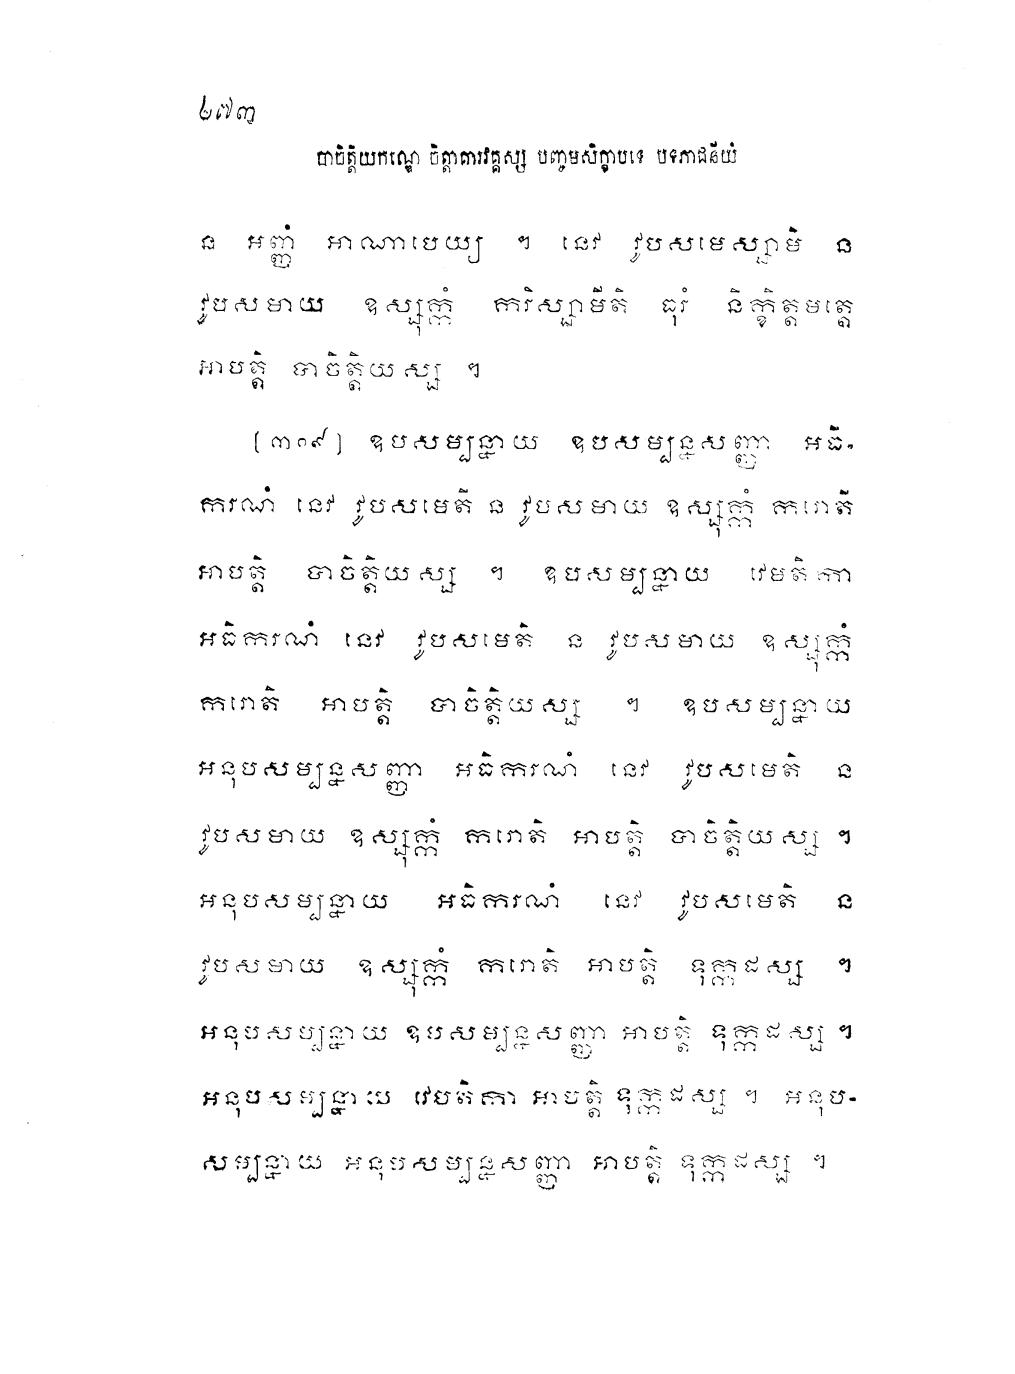 ៤៧៣
បាចិត្តិយកណ្ឌេ ចិត្តាគារវគ្គស្ស បញ្ចមសិក្ខាបទេ បទភាជនីយំ
ន អញ្ញំ អាណាបេយ្យ ។ នេវ វូបសមេស្សាមិ ន
វូបសមាយ ឧស្សុក្កំ ករិស្សាមីតិ ធុរំ និក្ខិត្តមត្តេ
អាបត្តិ បាចិត្តិយស្ស ។
[៣១៩] ឧបសម្បន្នាយ ឧបសម្បន្នសញ្ញា អធិ-
ករណំ នេវ វូបសមេតិ ន វូបសមាយ ឧស្សុក្កំ ករោតិ
អាបត្តិ បាចិត្តិយស្ស ។ ឧបសម្បន្នាយ វេមតិកា
អធិករណំ នេវ វូបសមេតិ ន វូបសមាយ ឧស្សុក្កំ
ករោតិ អាបត្តិ បាចិត្តិយស្ស ។ ឧបសម្បន្នាយ
អនុបសម្បន្នសញ្ញា អធិករណំ នេវ វូបសមេតិ ន
វូបសមាយ ឧស្សុក្កំ ករោតិ អាបត្តិ បាចិត្តិយស្ស ។
អនុបសម្បន្នាយ អធិករណំ នេវ វូបសមេតិ ន
វូបសមាយ ឧស្សុក្កំ ករោតិ អាបត្តិ ទុក្កដស្ស ។
អនុបសម្បន្នាយ ឧបសម្បន្នសញ្ញា អាបត្តិ ទុក្កដស្ស ។
អនុបសម្បន្នាយ វេមតិកា អាបត្តិ ទុក្កដស្ស ។ អនុប-
សម្បន្នាយ អនុបសម្បន្នសញ្ញា អាបត្តិ ទុក្កដស្ស ។